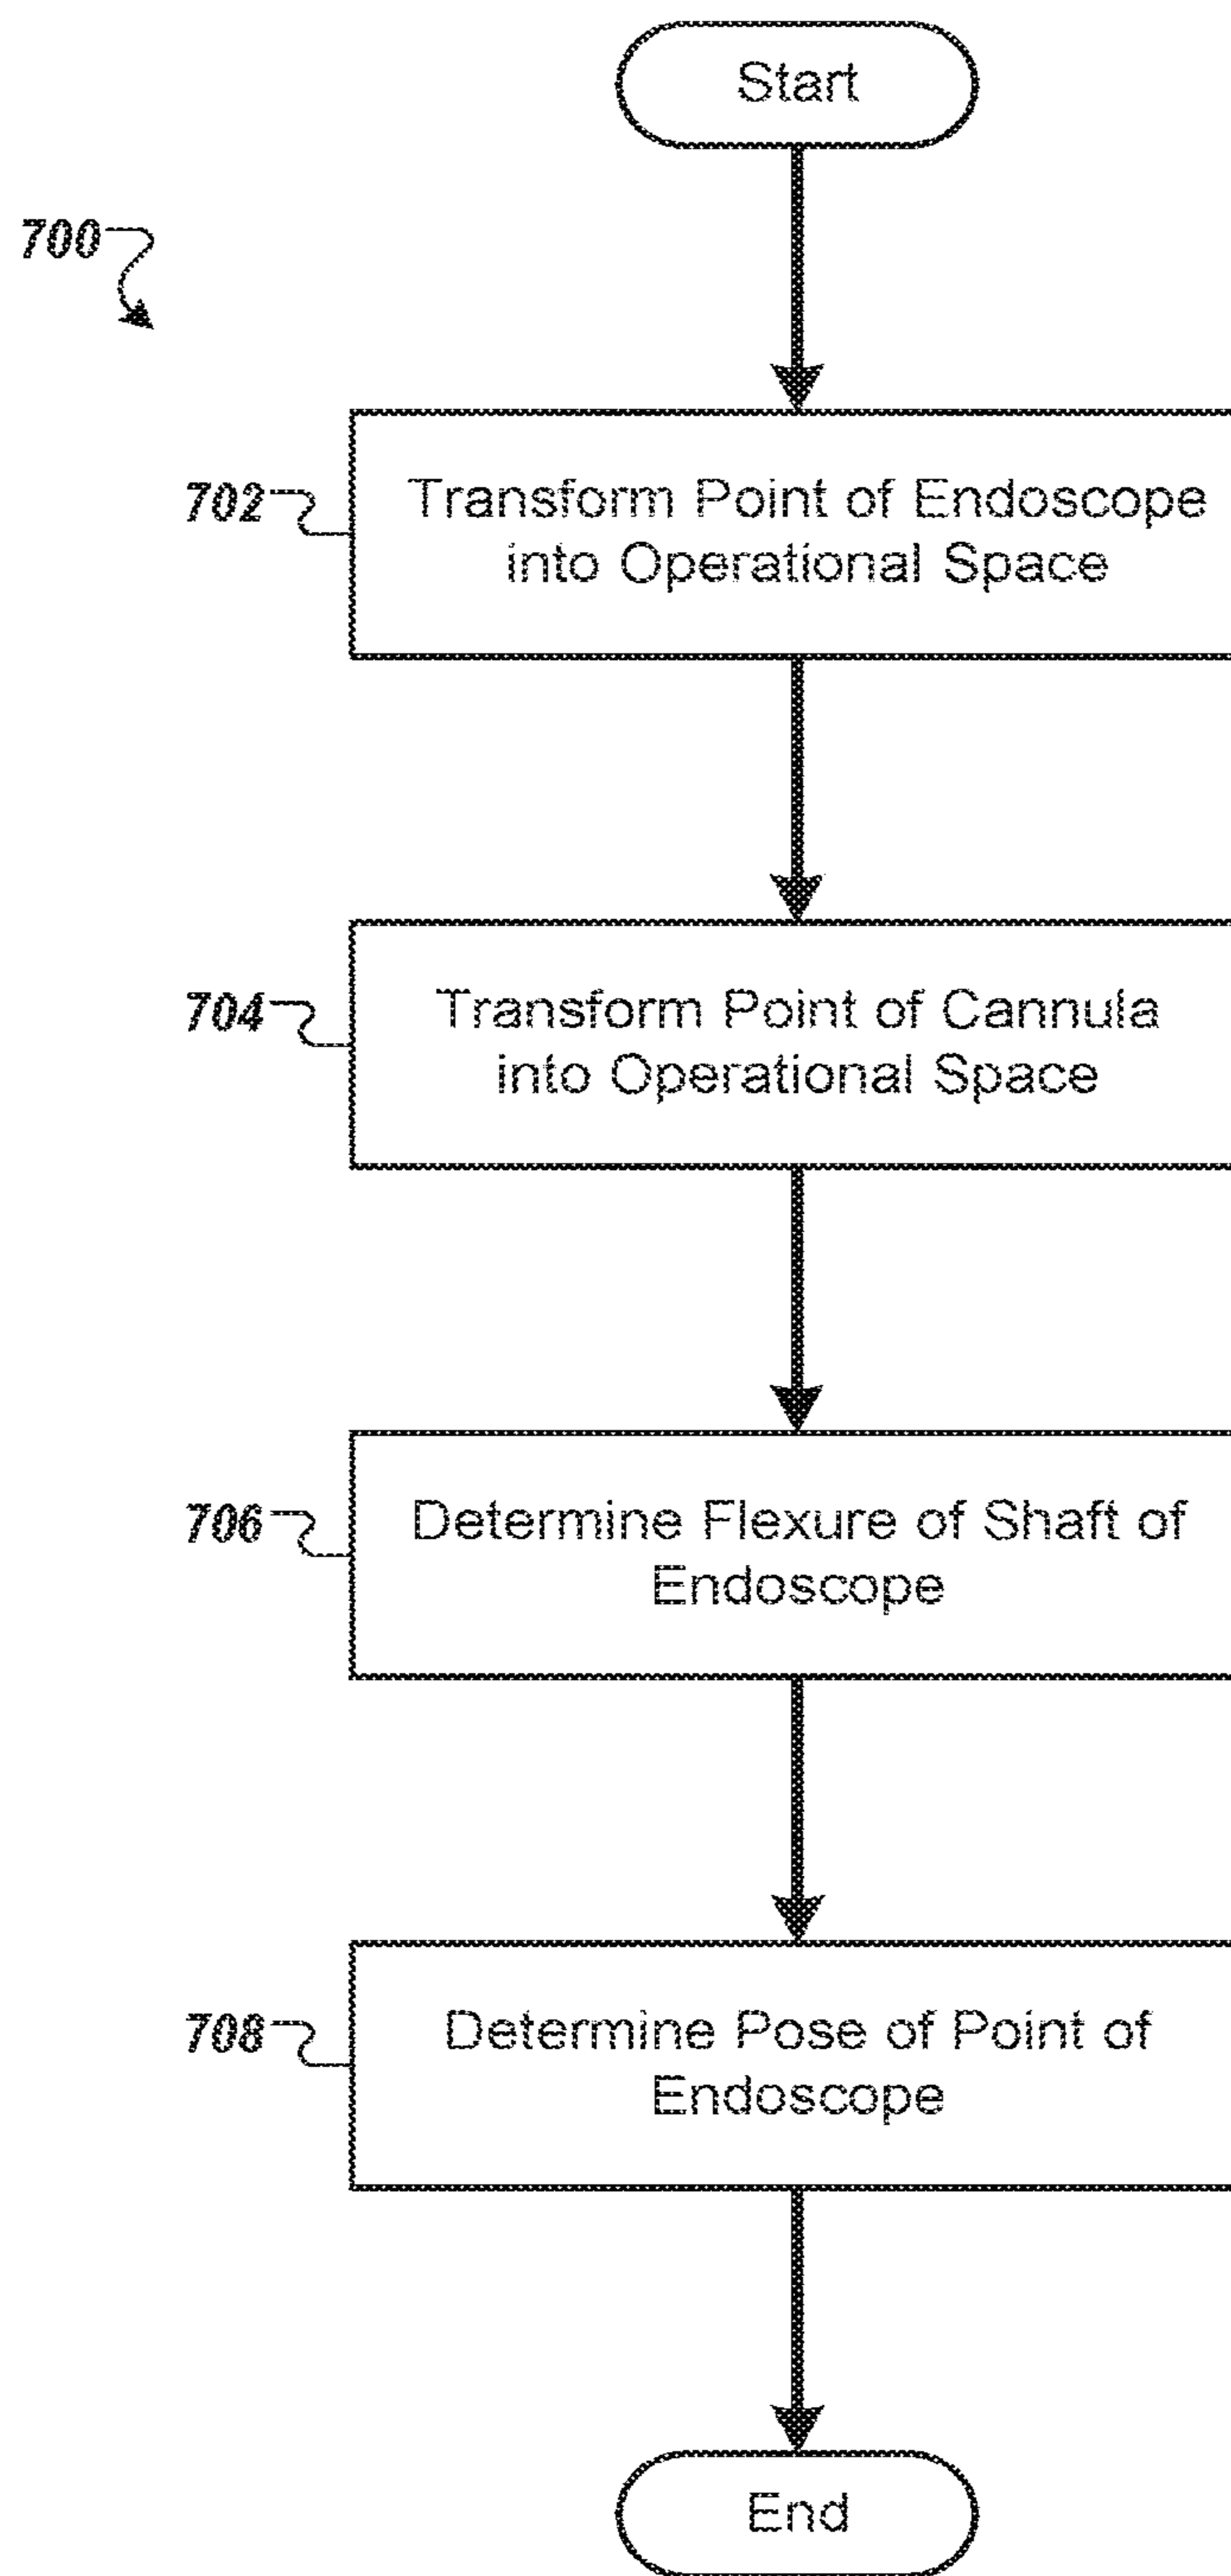 Start
700
702
Transform Point of Endoscope
into Operational Space
704
Transform Point of Cannula
into Operational Space
706
Determine Flexure of Shaft of
Endoscope
708
Determine Pose of Point of
Endoscope
End